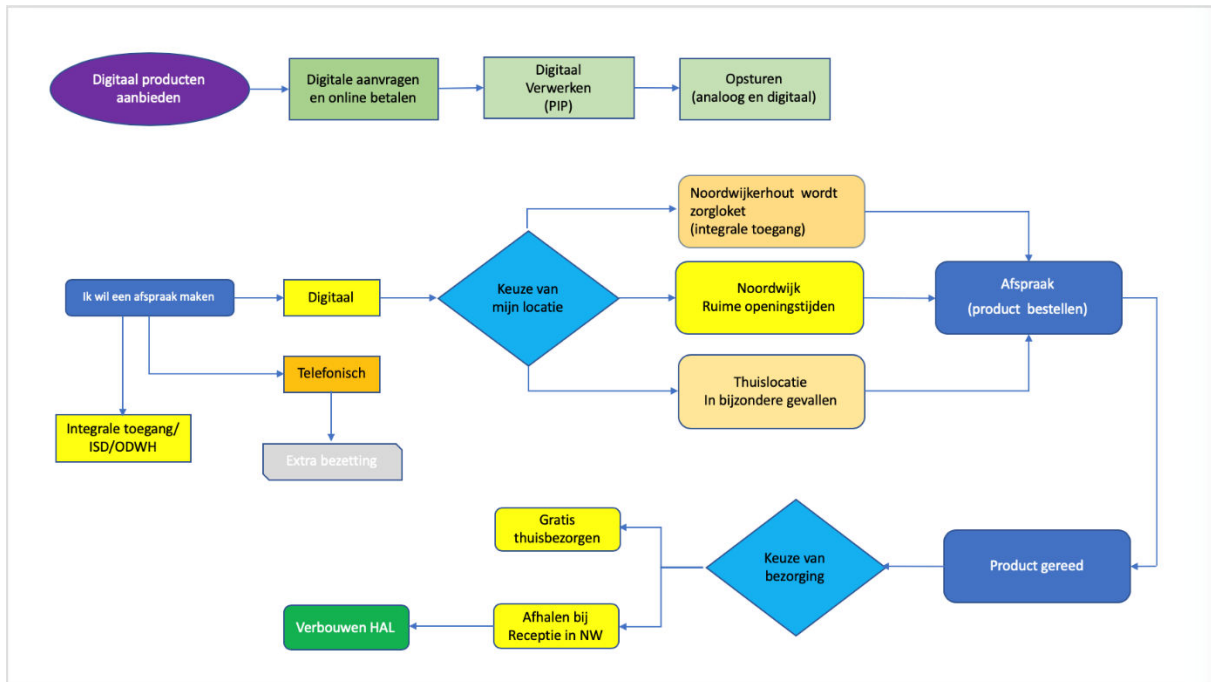 Digitaal producten
aanbieden
Digitale aanvragen
en online betalen
Digitaal
Verwerken
(PIP)
Opsturen
(analoog en digitaal)
Noordwijkerhout wordt
zorgloket
(integrale toegang)
Ik wil een afspraak maken
Digitaal
Keuze van
mijn locatie
Noordwijk
Ruime openingstijden
Afspraak
(product bestellen)
Telefonisch
Thuislocatie
In bijzondere gevallen
Integrale toegang/
ISD/ODWH
Extra bezetting
Gratis
thuisbezorgen
Keuze van
bezorging
Product gereed
Verbouwen HAL
Afhalen bij
Receptie in NW